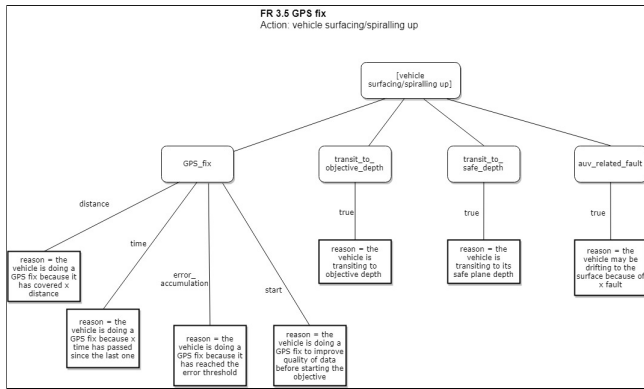 FR 3.5 GPS fix
Action: vehicle surfacing/spiralling up
[vehicle
surfacing/spiralling up]
GPS_fix
transit_to_
objective_depth
transit_to_
safe_depth
auv_related_fault
distance
time
error_
accumulation
start
true
true
true
reason = the
vehicle is doing a
GPS fix because it
has covered x
distance
reason = the
vehicle is doing a
GPS fix because x
time has passed
since the last one
reason = the
vehicle is doing a
GPS fix because it
has reached the
error threshold
reason = the
vehicle is doing a
GPS fix to improve
quality of data
before starting the
objective
reason = the
vehicle is
transiting to
objective depth
reason = the
vehicle is
transiting to its
safe plane depth
reason = the
vehicle may be
drifting to the
surface because of
x fault